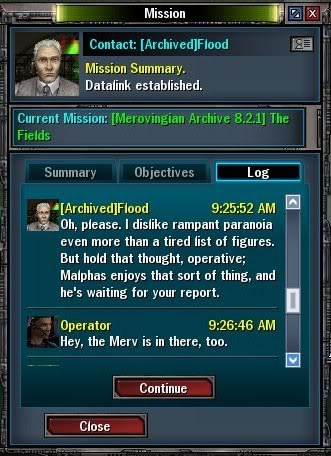 Mission
Contact: [Archived]Flood
Mission Summary.
Datalink established.
Current Mission: [Merovingian Archive 8.2.1] The
Fields
Summary
Objectives
Log
[Archived]Flood 9:25:52 AM
Oh, please. I dislike rampant paranoia
even more than a tired list of figures.
But hold that thought, operative;
Malphas enjoys that sort of thing, and
he's waiting for your report.
Operator 9:26:46 AM
Hey, the Merv is in there, too.
Continue
Close